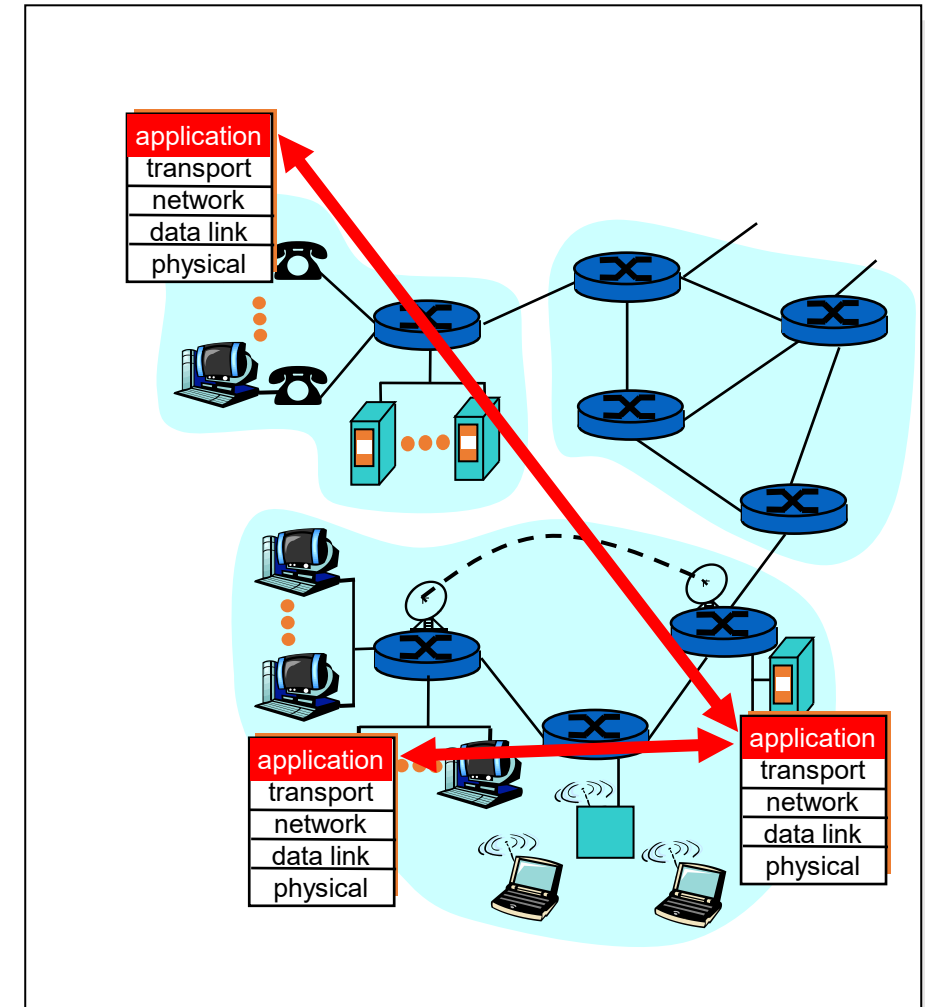 application
transport
network
data link
physical
application
transport
network
data link
physical
application
transport
network
data link
physical